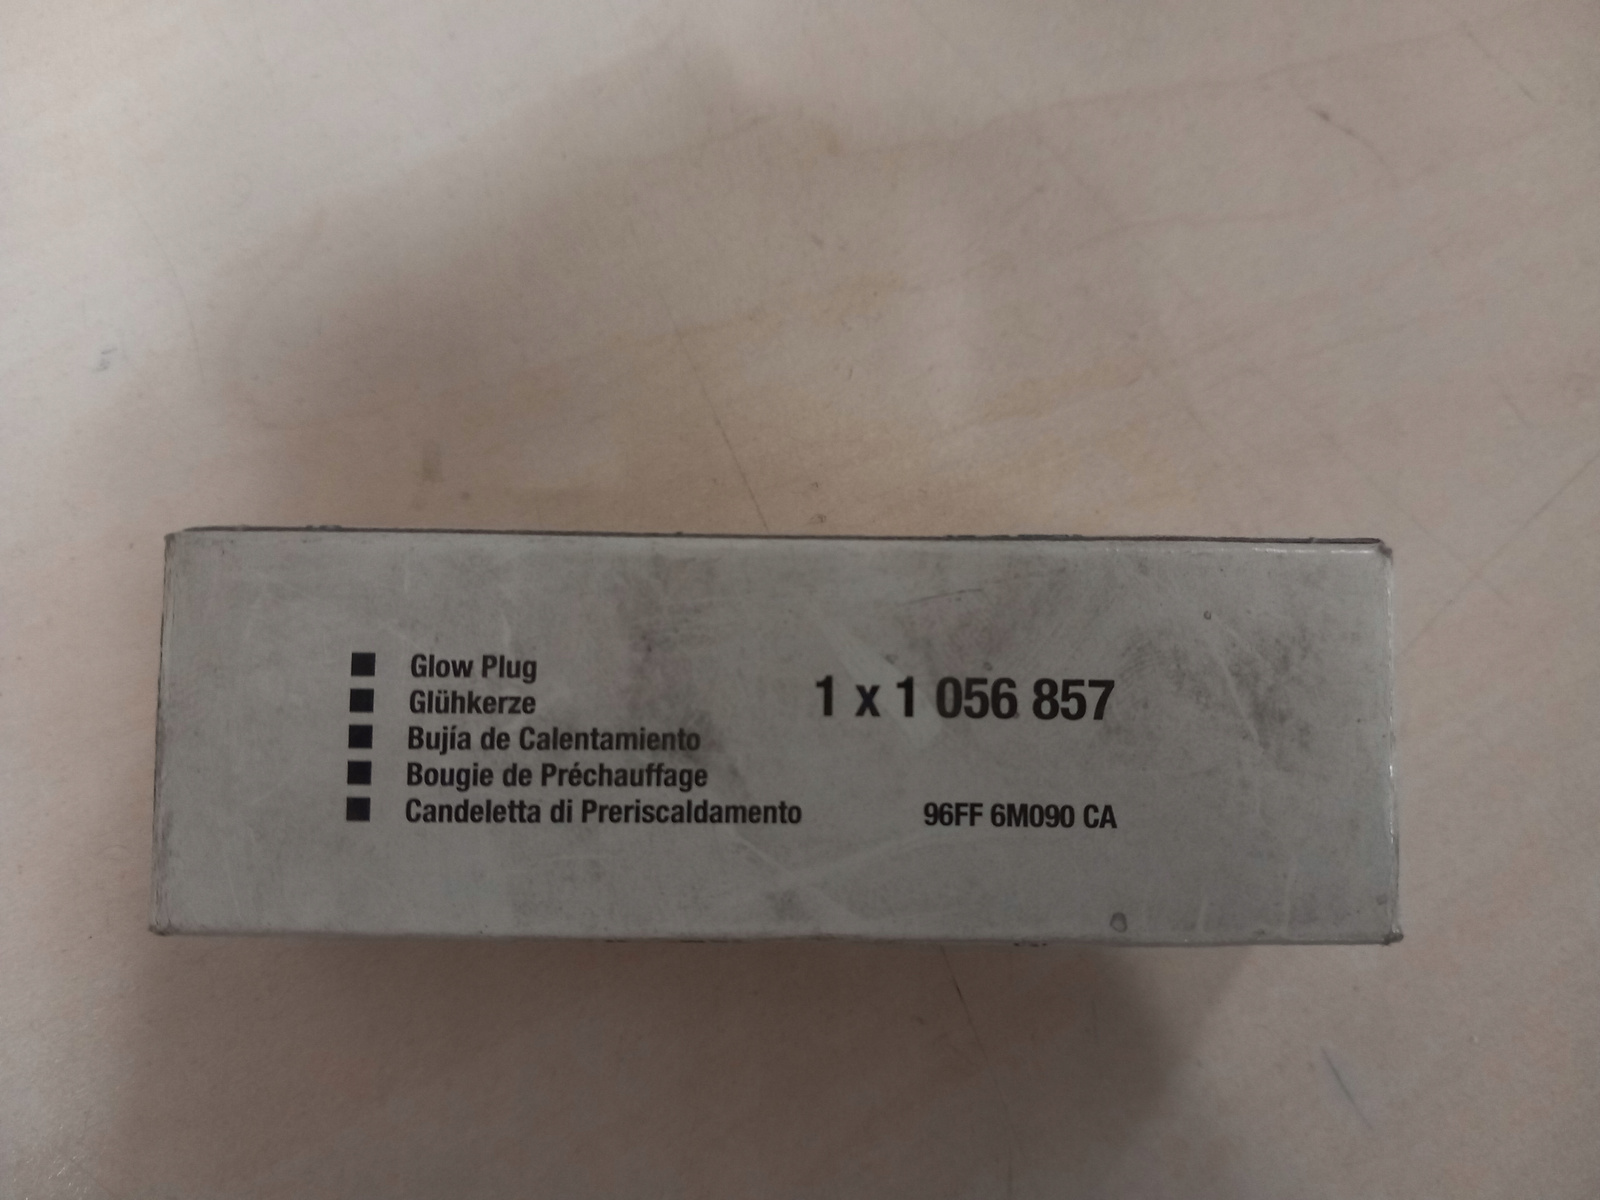 Glow Plug
Glühkerze
Bujía de Calentamiento
Bougie de Préchauffage
Candeletta di Preriscaldamento
1 x 1 056 857
96FF 6M090 CA